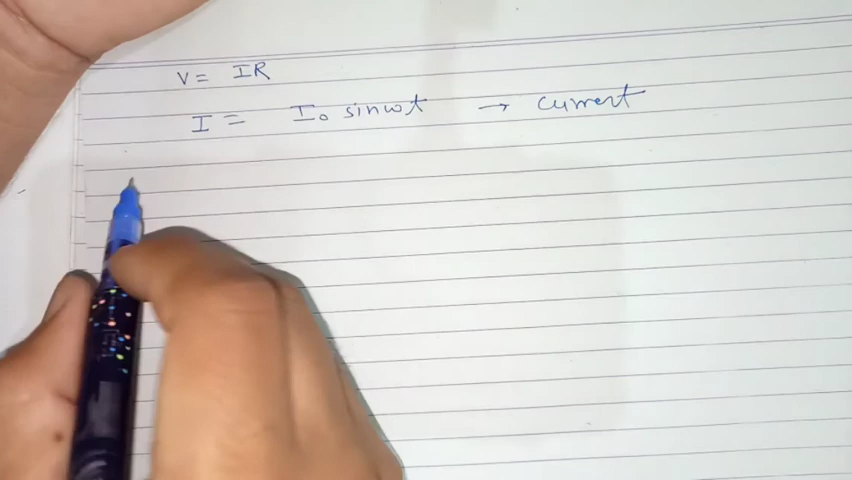 V = IR
I = I₀ sinωt → current